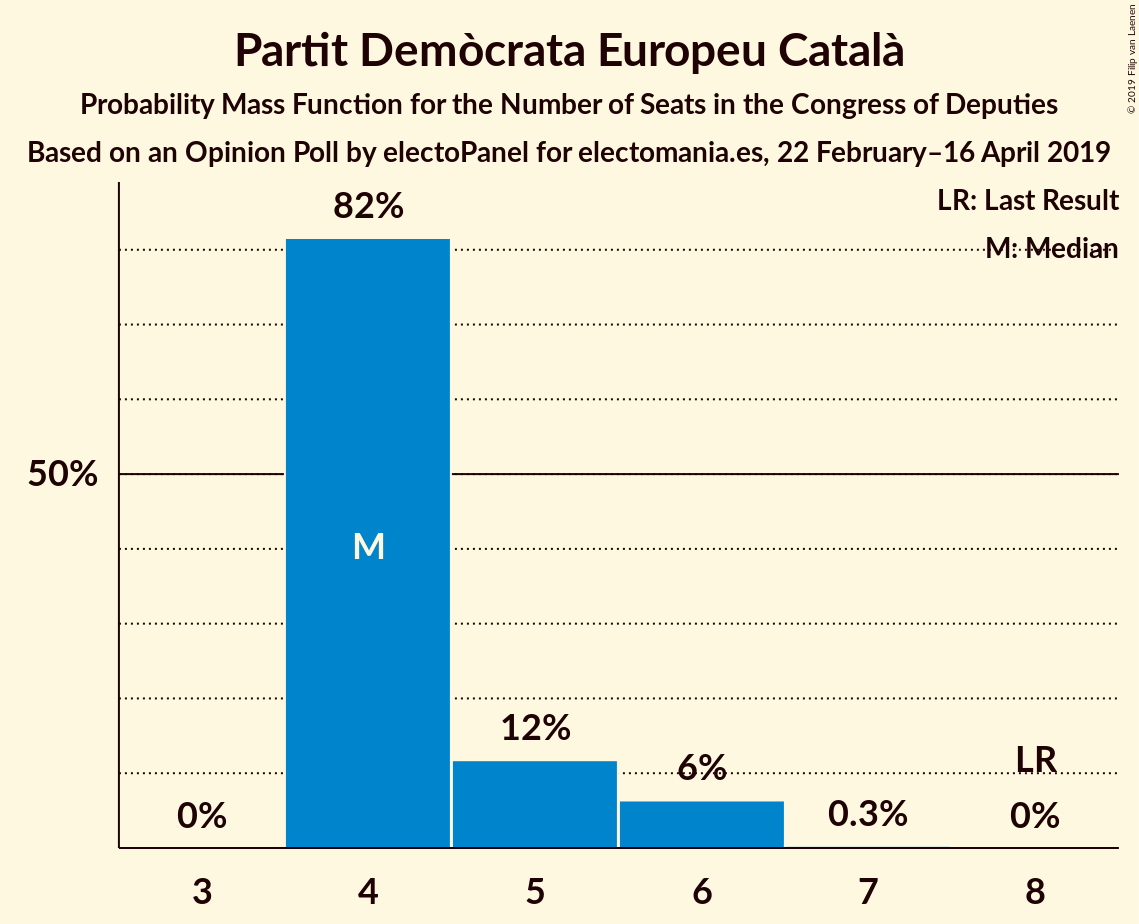 Partit Demòcrata Europeu Català
Probability Mass Function for the Number of Seats in the Congress of Deputies
Based on an Opinion Poll by electoPanel for electomania.es, 22 February–16 April 2019
© 2019 Filip van Laenen
LR: Last Result
M: Median
82%
50%
M
12%
6%
LR
0%
0.3%
0%
3 4 5 6 7 8